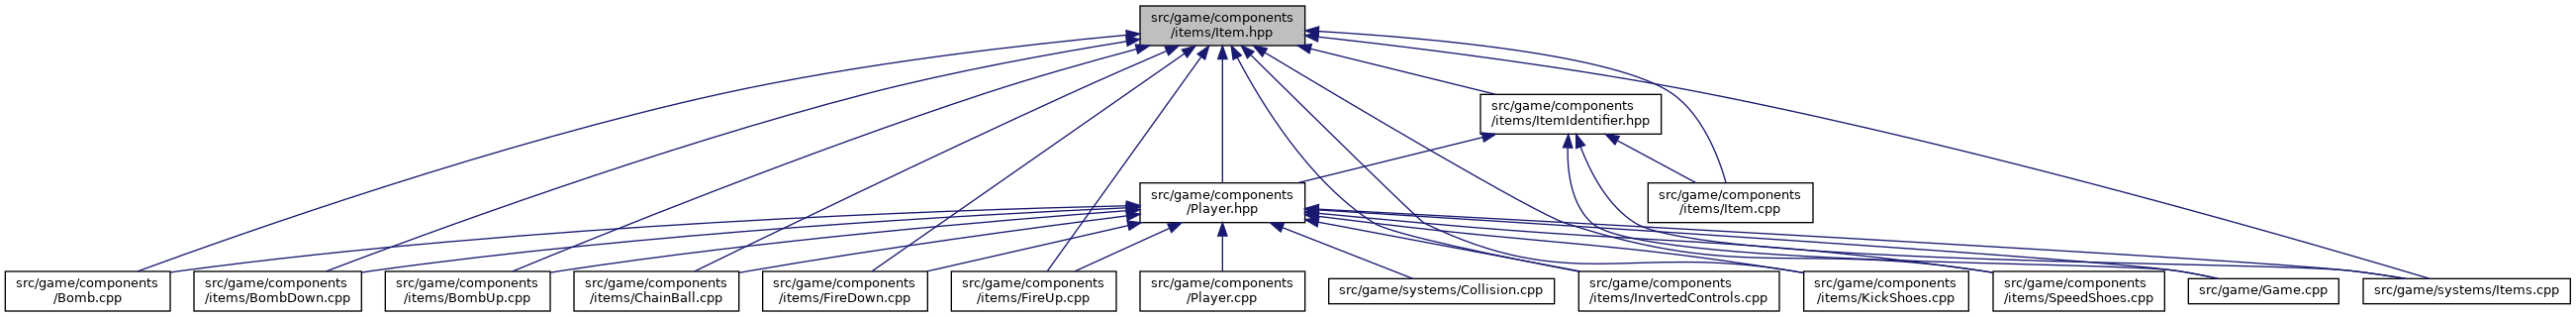 src/game/components
/items/Item.hpp
src/game/components
/items/ItemIdentifier.hpp
src/game/components
/Player.hpp
src/game/components
/items/Item.cpp
src/game/components
/Bomb.cpp
src/game/components
/items/BombDown.cpp
src/game/components
/items/BombUp.cpp
src/game/components
/items/ChainBall.cpp
src/game/components
/items/FireDown.cpp
src/game/components
/items/FireUp.cpp
src/game/components
/Player.cpp
src/game/systems/Collision.cpp
src/game/components
/items/InvertedControls.cpp
src/game/components
/items/KickShoes.cpp
src/game/components
/items/SpeedShoes.cpp
src/game/Game.cpp
src/game/systems/Items.cpp